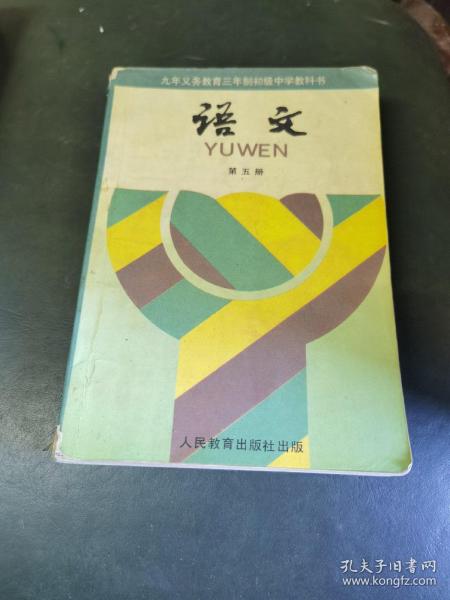 九年义务教育三年制初级中学教科书
语文
YUWEN
第五册
人民教育出版社出版
孔夫子旧书网
www.kongfz.com